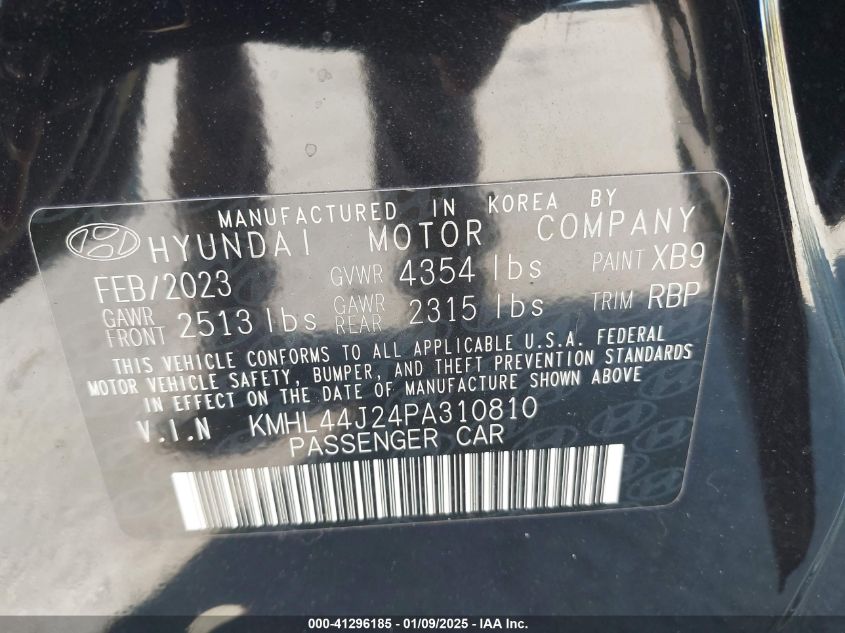 MANUFACTURED IN KOREA BY
HYUNDAI MOTOR COMPANY
FEB/2023 GVWR 4354 lbs PAINT XB9
GAWR FRONT 2513 lbs GAWR REAR 2315 lbs TRIM RBP
THIS VEHICLE CONFORMS TO ALL APPLICABLE U.S.A. FEDERAL
MOTOR VEHICLE SAFETY, BUMPER, AND THEFT PREVENTION STANDARDS
IN EFFECT ON THE DATE OF MANUFACTURE SHOWN ABOVE
V.I.N KMHL44J24PA310810
PASSENGER CAR
000-41296185 - 01/09/2025 - IAA Inc.